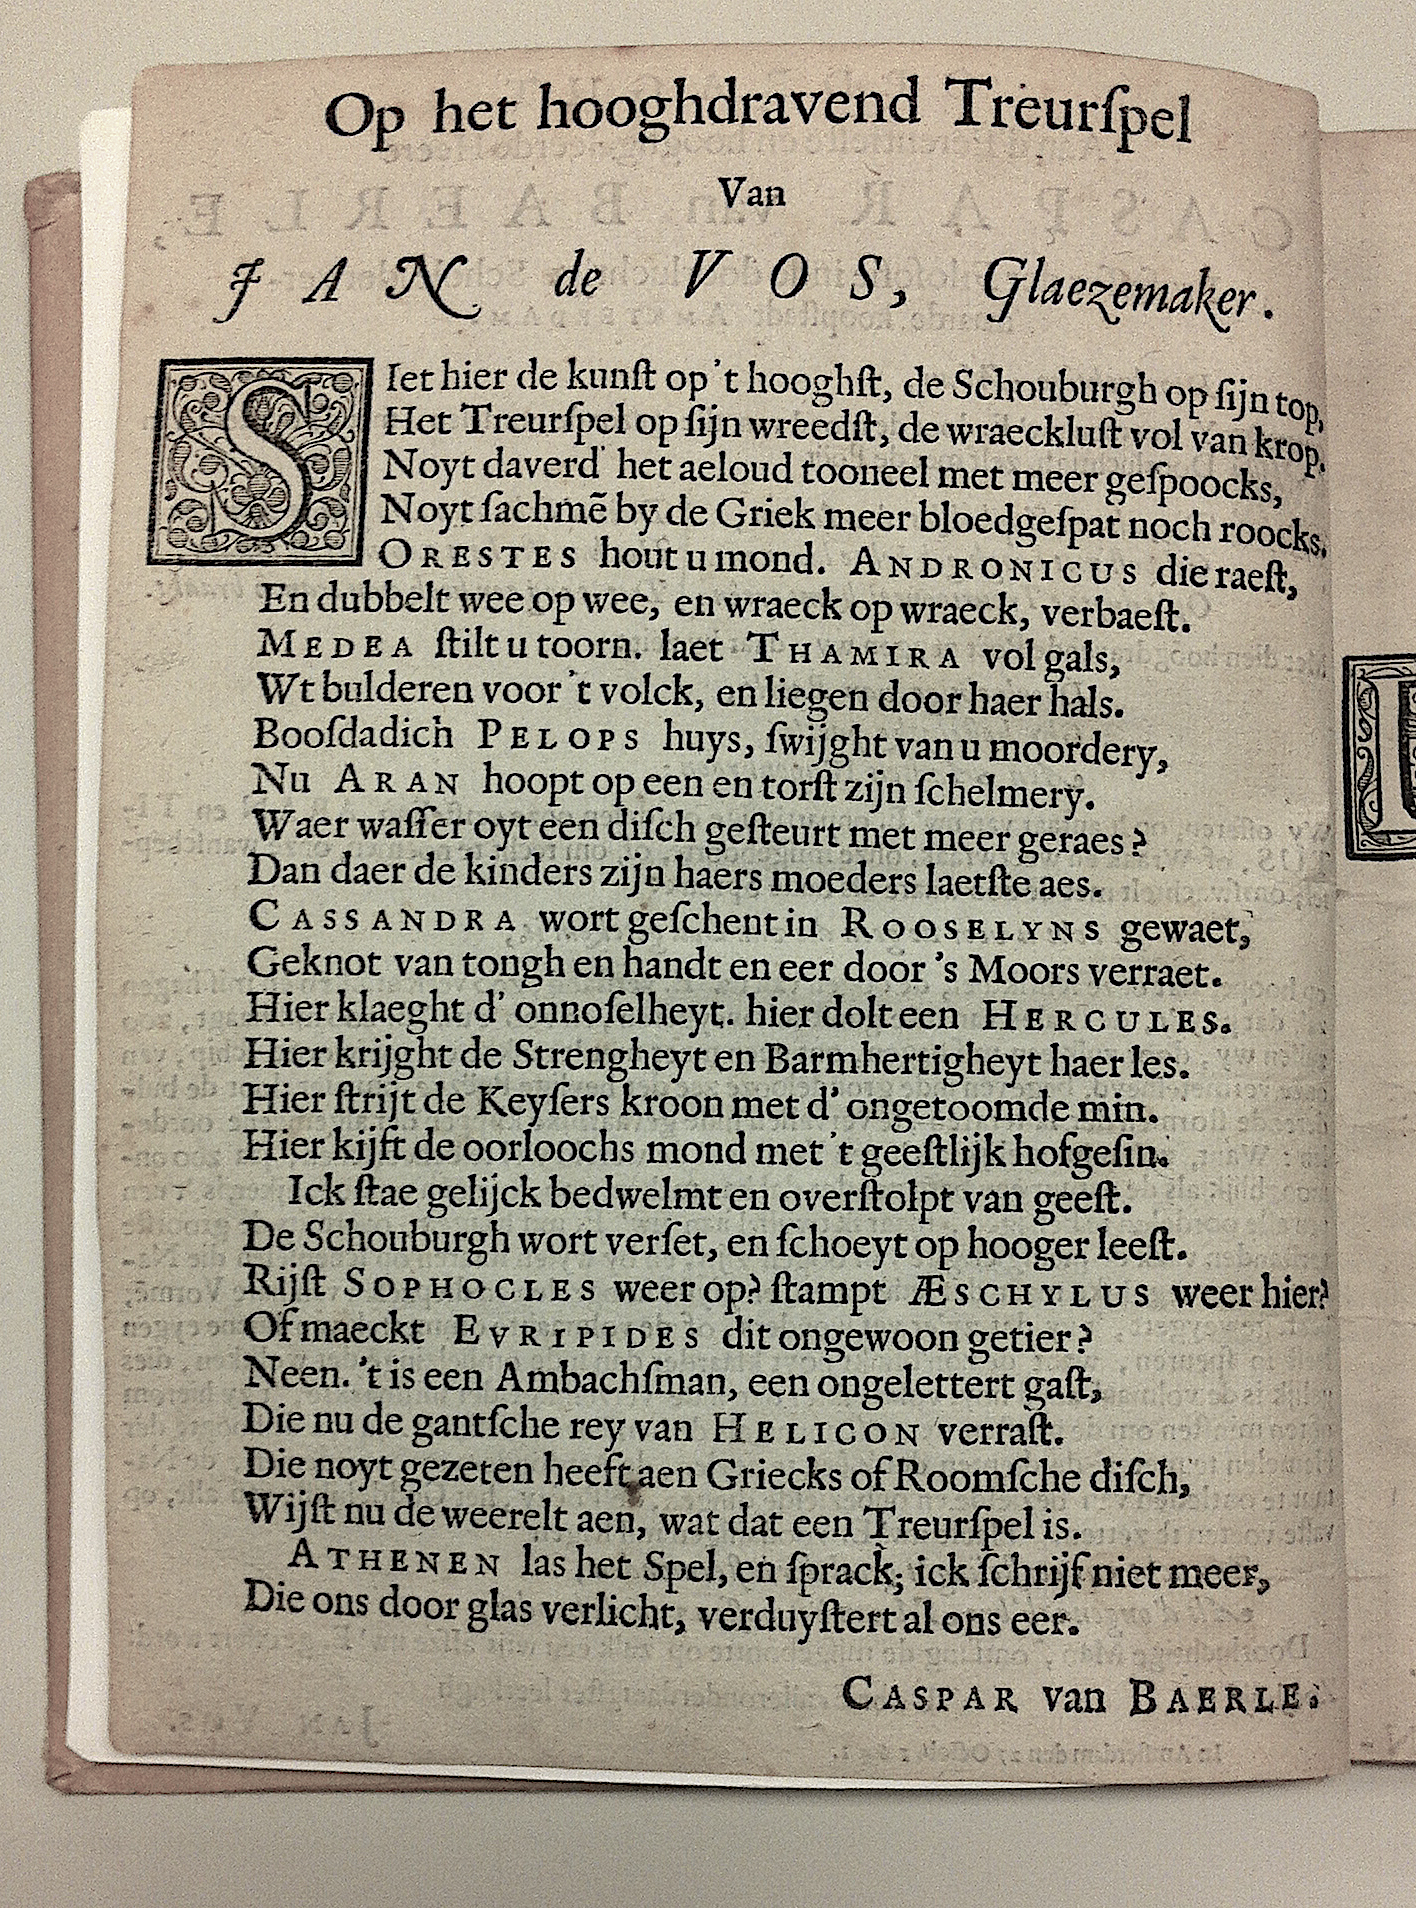 Op het hooghdravend Treurſpel
Van
JAN de VOS, Glaezemaker.
SIet hier de kunſt op 't hooghſt, de Schouburgh op ſijn top,
Het Treurſpel op ſijn wreedſt, de wraeckluſt vol van krop.
Noyt daverd' het aeloud tooneel met meer geſpoocks,
Noyt ſachmẽ by de Griek meer bloedgeſpat noch roocks.
ORESTES hout u mond. ANDRONICUS die raeſt,
En dubbelt wee op wee, en wraeck op wraeck, verbaeſt.
MEDEA ſtilt u toorn. laet THAMIRA vol gals,
Wt bulderen voor 't volck, en liegen door haer hals.
Booſdadich PELOPS huys, ſwijght van u moordery,
Nu ARAN hoopt op een en torſt zijn ſchelmery.
Waer waſſer oyt een diſch geſteurt met meer geraes?
Dan daer de kinders zijn haers moeders laetſte aes.
CASSANDRA wort geſchent in ROOSELYNS gewaet,
Geknot van tongh en handt en eer door 's Moors verraet.
Hier klaeght d' onnoſelheyt. hier dolt een HERCULES.
Hier krijght de Strengheyt en Barmhertigheyt haer les.
Hier ſtrijt de Keyſers kroon met d' ongetoomde min.
Hier kijft de oorloochs mond met 't geeſtlijk hofgeſin.
Ick ſtae gelijck bedwelmt en overſtolpt van geeſt.
De Schouburgh wort verſet, en ſchoeyt op hooger leeſt.
Rijſt SOPHOCLES weer op? ſtampt ÆSCHYLUS weer hier?
Of maeckt EVRIPIDES dit ongewoon getier?
Neen. 't is een Ambachſman, een ongelettert gaſt,
Die nu de gantſche rey van HELICON verraſt.
Die noyt gezeten heeft aen Griecks of Roomſche diſch,
Wijſt nu de weerelt aen, wat dat een Treurſpel is.
ATHENEN las het Spel, en ſprack; ick ſchrijf niet meer,
Die ons door glas verlicht, verduyſtert al ons eer.
CASPAR van BAERLE.